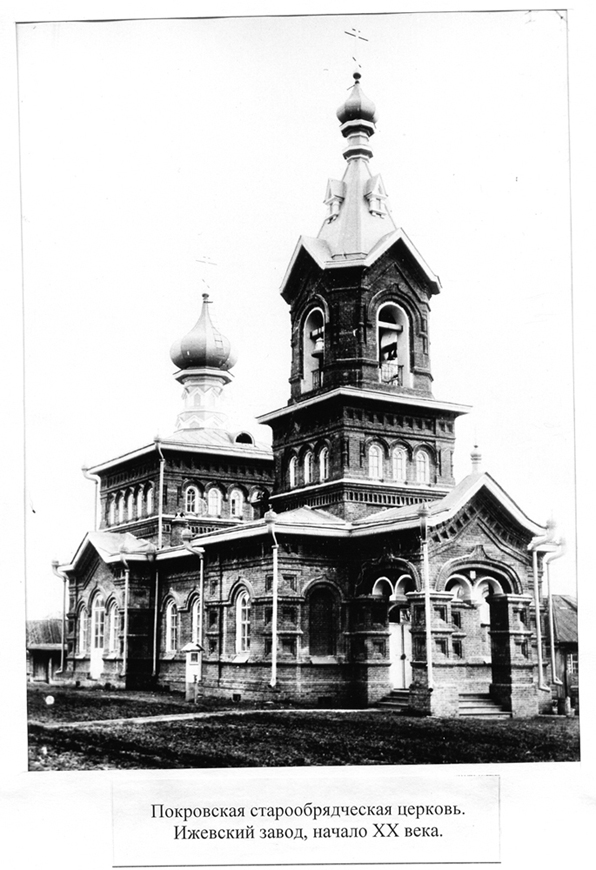 Покровская старообрядческая церковь.
Ижевский завод, начало XX века.